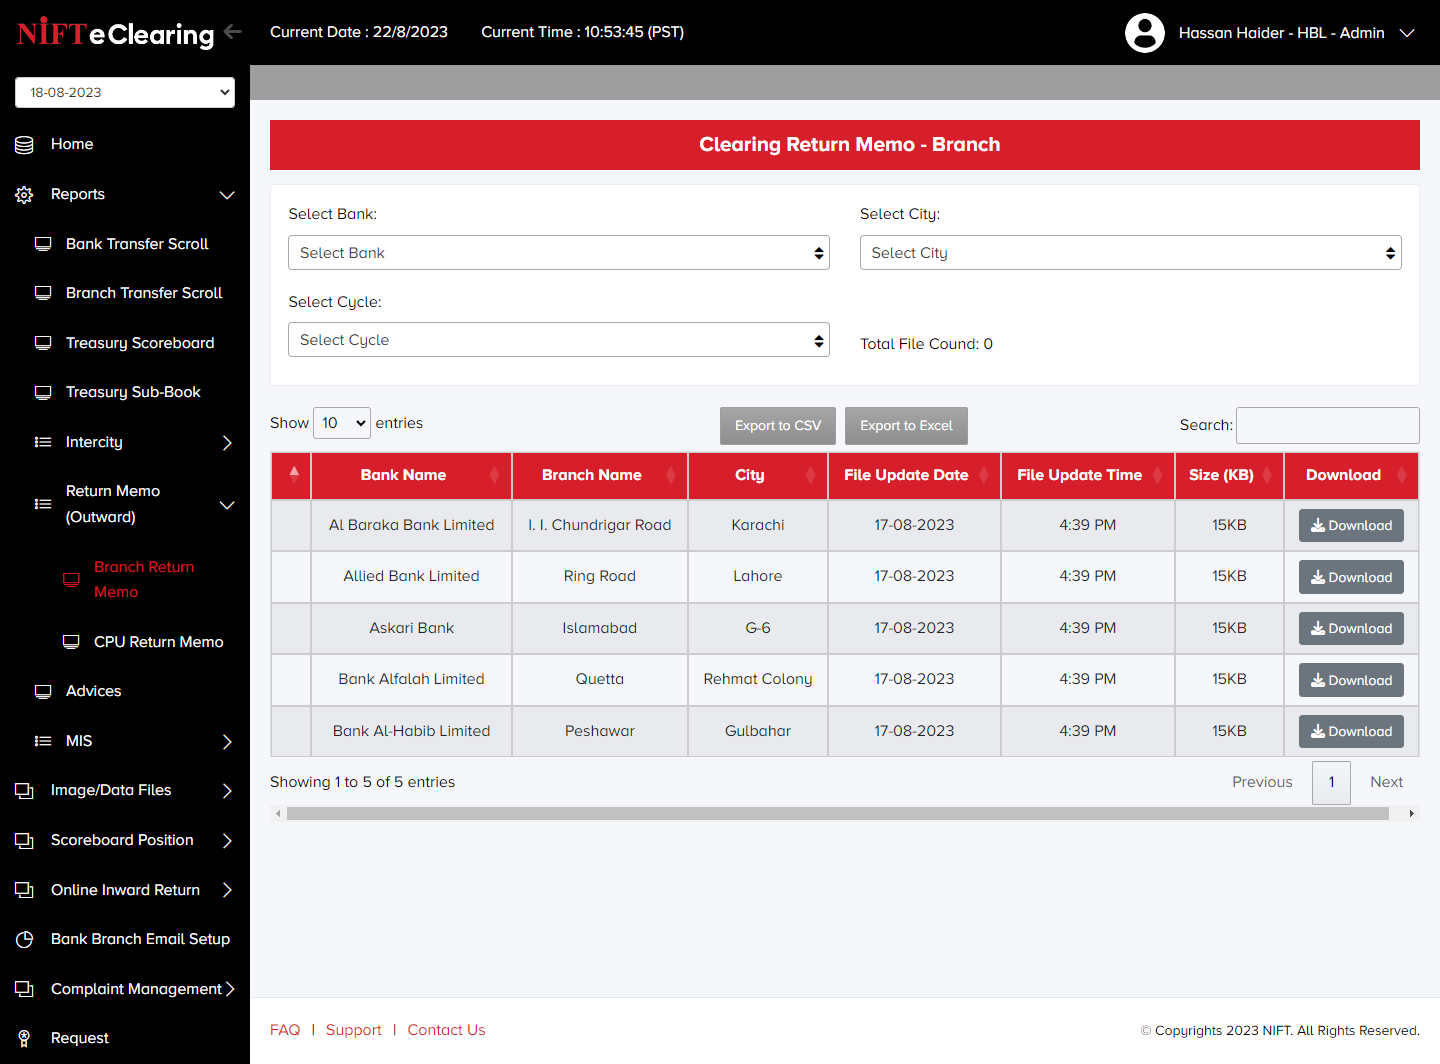 NIFT eClearing
Current Date : 22/8/2023
Current Time : 10:53:45 (PST)
Hassan Haider - HBL - Admin
18-08-2023
Home
Reports
Bank Transfer Scroll
Branch Transfer Scroll
Treasury Scoreboard
Treasury Sub-Book
Intercity
Return Memo
(Outward)
Branch Return
Memo
CPU Return Memo
Advices
MIS
Image/Data Files
Scoreboard Position
Online Inward Return
Bank Branch Email Setup
Complaint Management
Request
Clearing Return Memo - Branch
Select Bank:
Select City:
Select Bank
Select City
Select Cycle:
Select Cycle
Total File Cound: 0
Show 10 entries
Export to CSV
Export to Excel
Search:
Bank Name Branch Name City File Update Date File Update Time Size (KB) Download
Al Baraka Bank Limited I. I. Chundrigar Road Karachi 17-08-2023 4:39 PM 15KB Download
Allied Bank Limited Ring Road Lahore 17-08-2023 4:39 PM 15KB Download
Askari Bank Islamabad G-6 17-08-2023 4:39 PM 15KB Download
Bank Alfalah Limited Quetta Rehmat Colony 17-08-2023 4:39 PM 15KB Download
Bank Al-Habib Limited Peshawar Gulbahar 17-08-2023 4:39 PM 15KB Download
Showing 1 to 5 of 5 entries
Previous 1 Next
FAQ | Support | Contact Us
© Copyrights 2023 NIFT. All Rights Reserved.